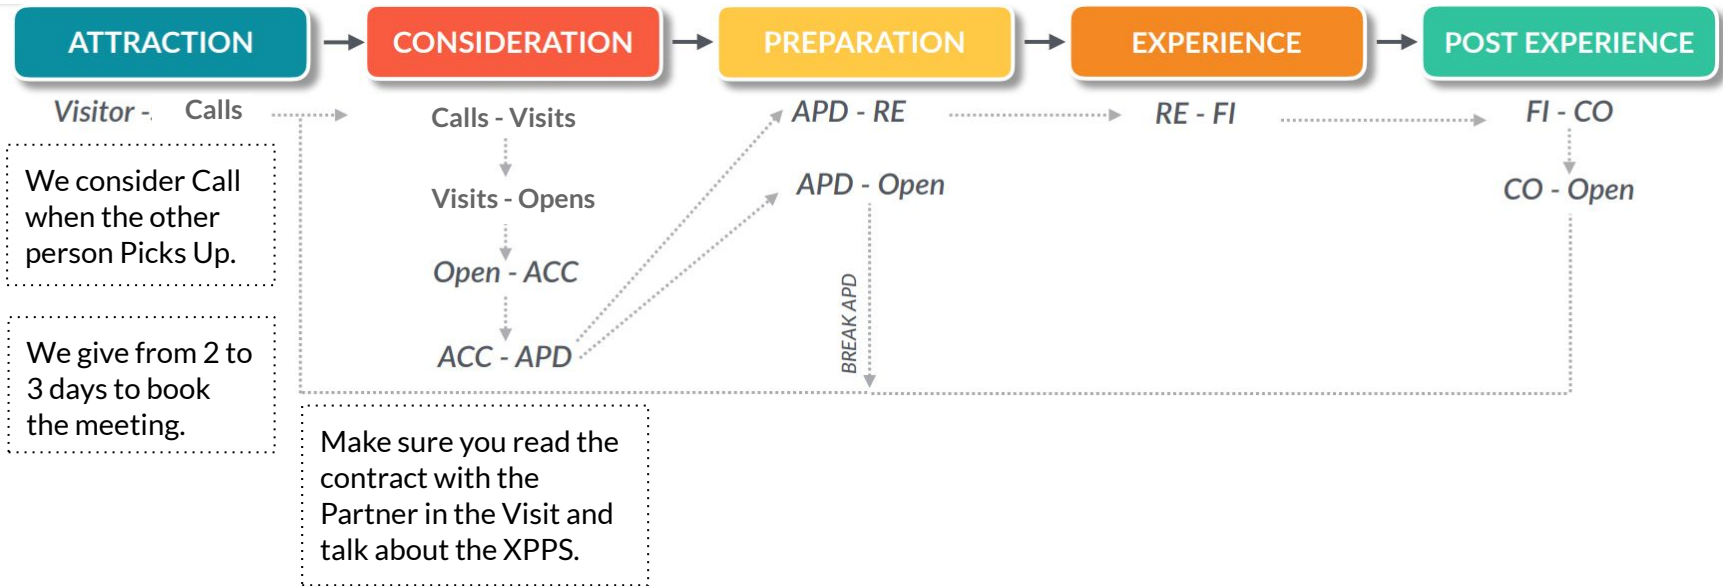 ATTRACTION
CONSIDERATION
PREPARATION
EXPERIENCE
POST EXPERIENCE
Visitor - Calls
Calls - Visits
Visits - Opens
Open - ACC
ACC - APD
APD - RE
APD - Open
BREAK APD
RE - FI
FI - CO
CO - Open
We consider Call
when the other
person Picks Up.
We give from 2 to
3 days to book
the meeting.
Make sure you read the
contract with the
Partner in the Visit and
talk about the XPPS.